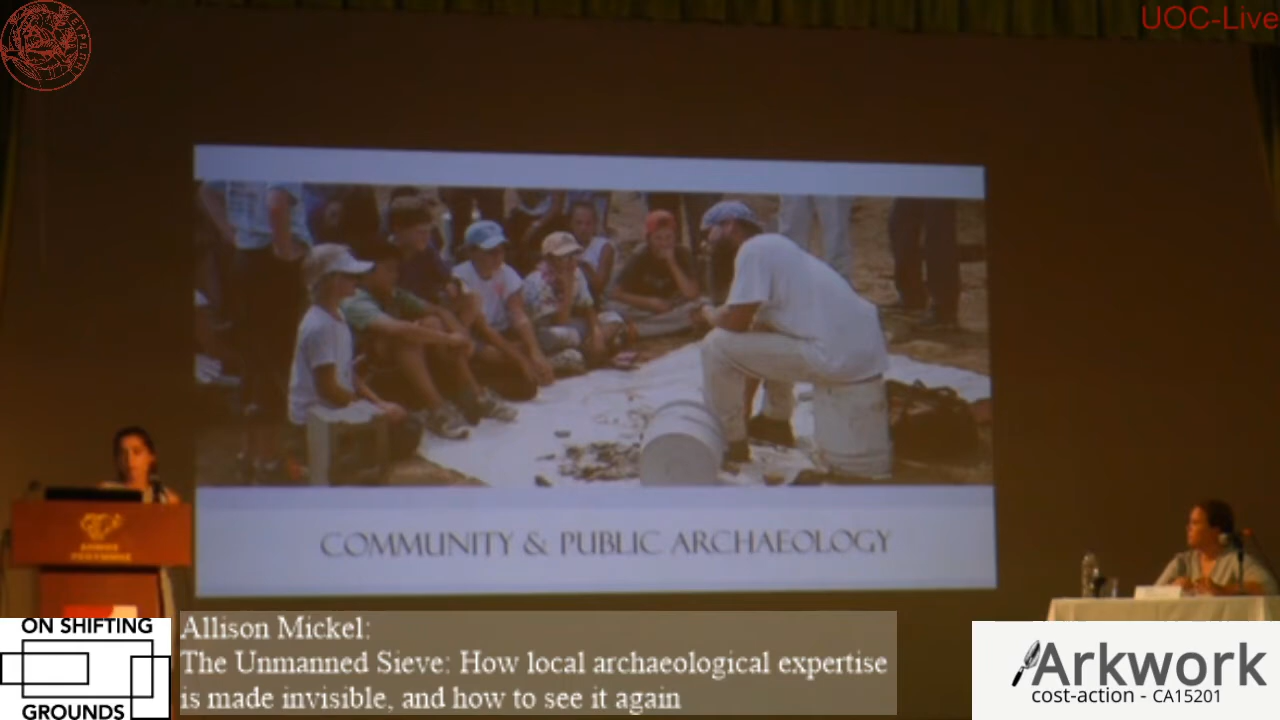 UOC-Live
COMMUNITY & PUBLIC ARCHAEOLOGY
ON SHIFTING
GROUNDS
Allison Mickel:
The Unmanned Sieve: How local archaeological expertise
is made invisible, and how to see it again
Arkwork
cost-action - CA15201